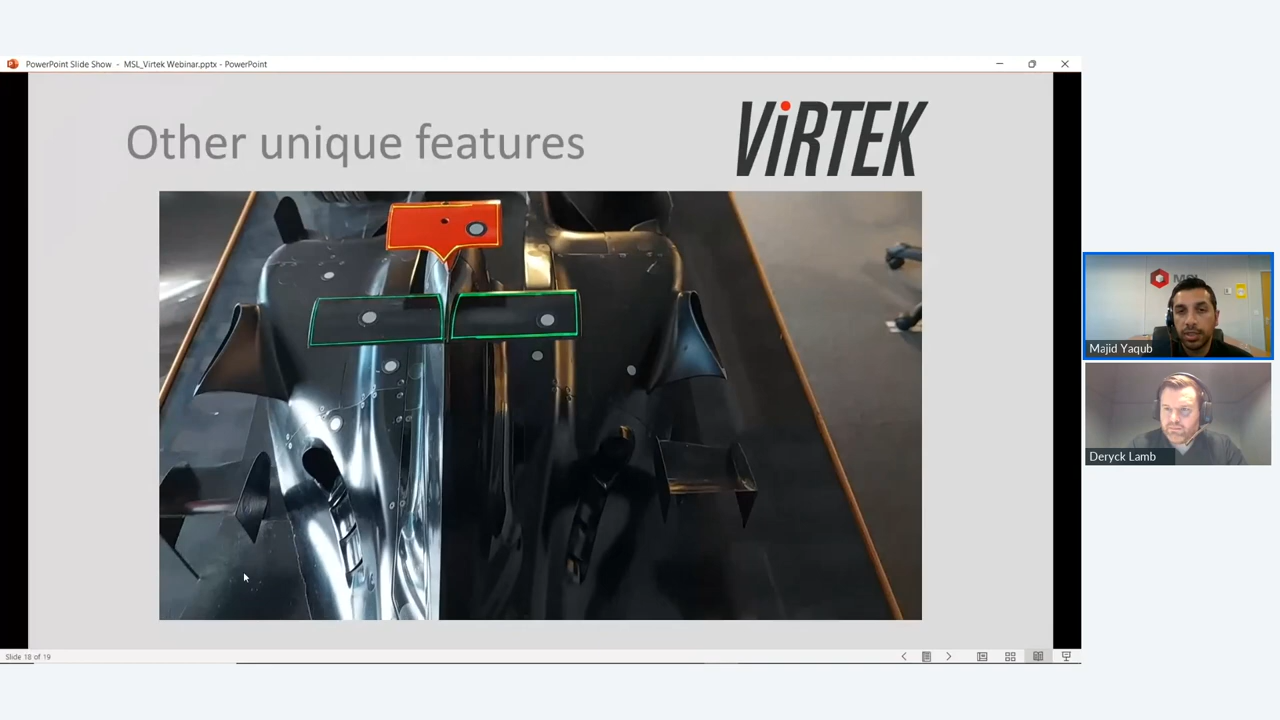 PowerPoint Slide Show - MSL_Virtek Webinar.pptx - PowerPoint
Other unique features
ViRTEK
MSL
Majid Yaqub
Deryck Lamb
Slide 18 of 19